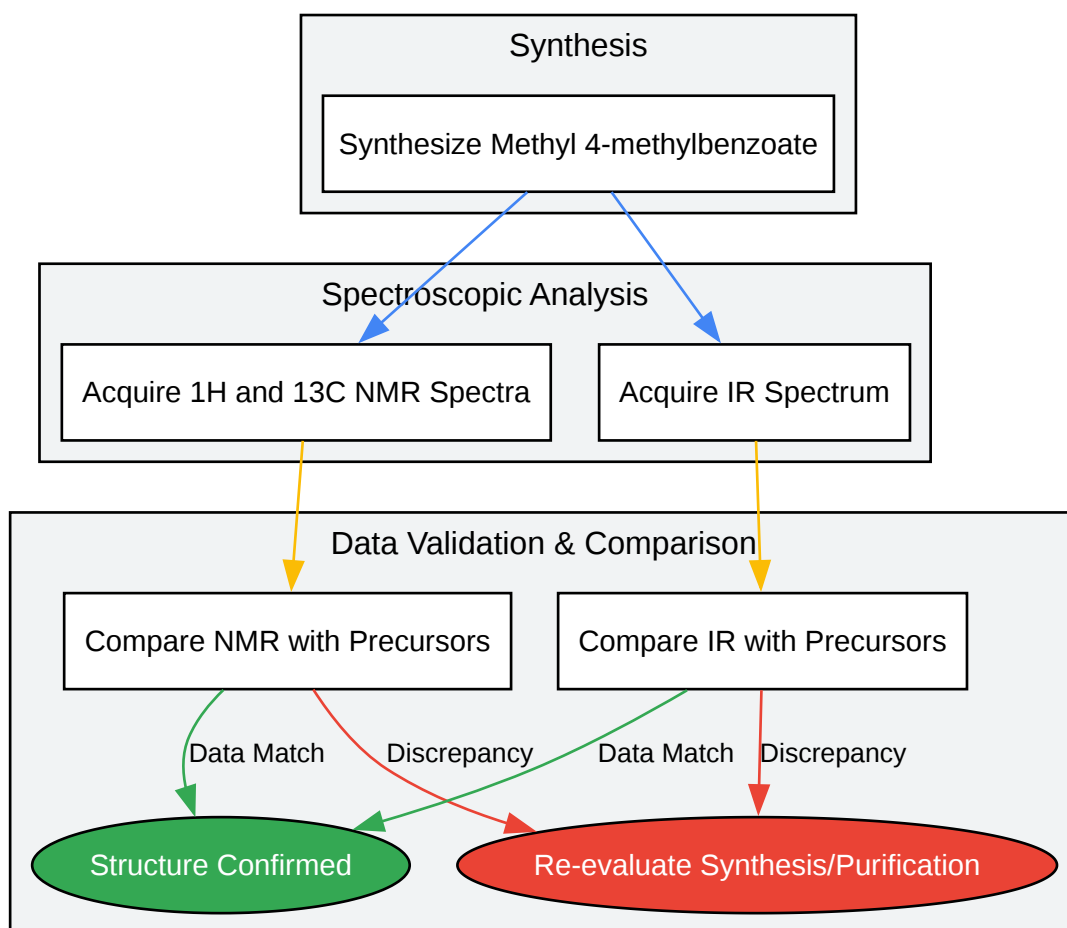 Synthesis
Synthesize Methyl 4-methylbenzoate
Spectroscopic Analysis
Acquire 1H and 13C NMR Spectra
Acquire IR Spectrum
Data Validation & Comparison
Compare NMR with Precursors
Compare IR with Precursors
Data Match
Discrepancy
Data Match
Discrepancy
Structure Confirmed
Re-evaluate Synthesis/Purification